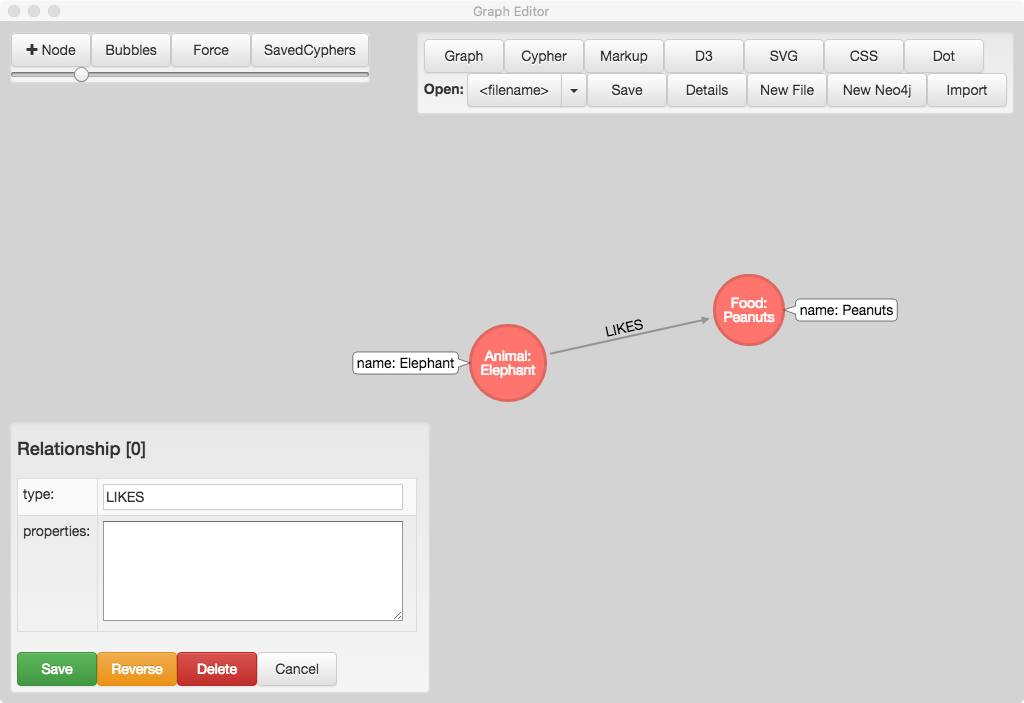 Graph Editor
+ Node Bubbles Force SavedCyphers
Graph Cypher Markup D3 SVG CSS Dot
Open: <filename> Save Details New File New Neo4j Import
Food:
Peanuts
name: Peanuts
LIKES
Animal:
Elephant
name: Elephant
Relationship [0]
type: LIKES
properties:
Save Reverse Delete Cancel